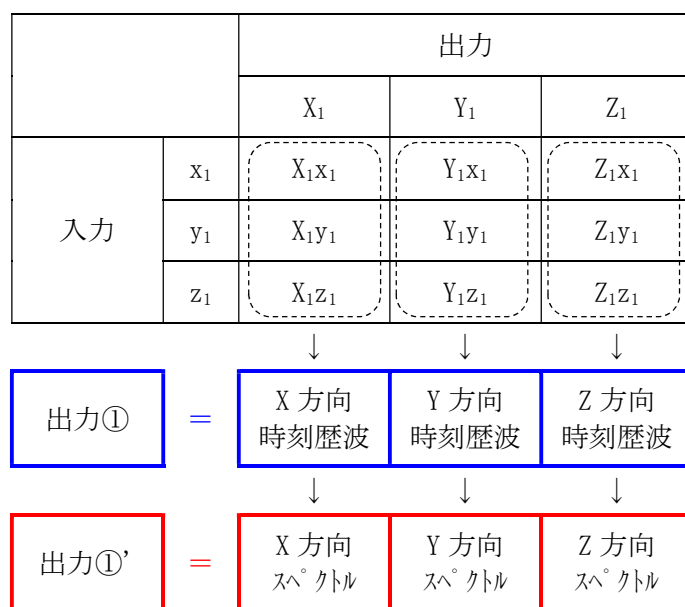 出力
X₁ Y₁ Z₁
入力
x₁ X₁x₁ Y₁x₁ Z₁x₁
y₁ X₁y₁ Y₁y₁ Z₁y₁
z₁ X₁z₁ Y₁z₁ Z₁z₁
↓ ↓ ↓
出力① = X 方向 時刻歴波 Y 方向 時刻歴波 Z 方向 時刻歴波
↓ ↓ ↓
出力①’ = X 方向 ｽﾍﾟｸﾄﾙ Y 方向 ｽﾍﾟｸﾄﾙ Z 方向 ｽﾍﾟｸﾄﾙ